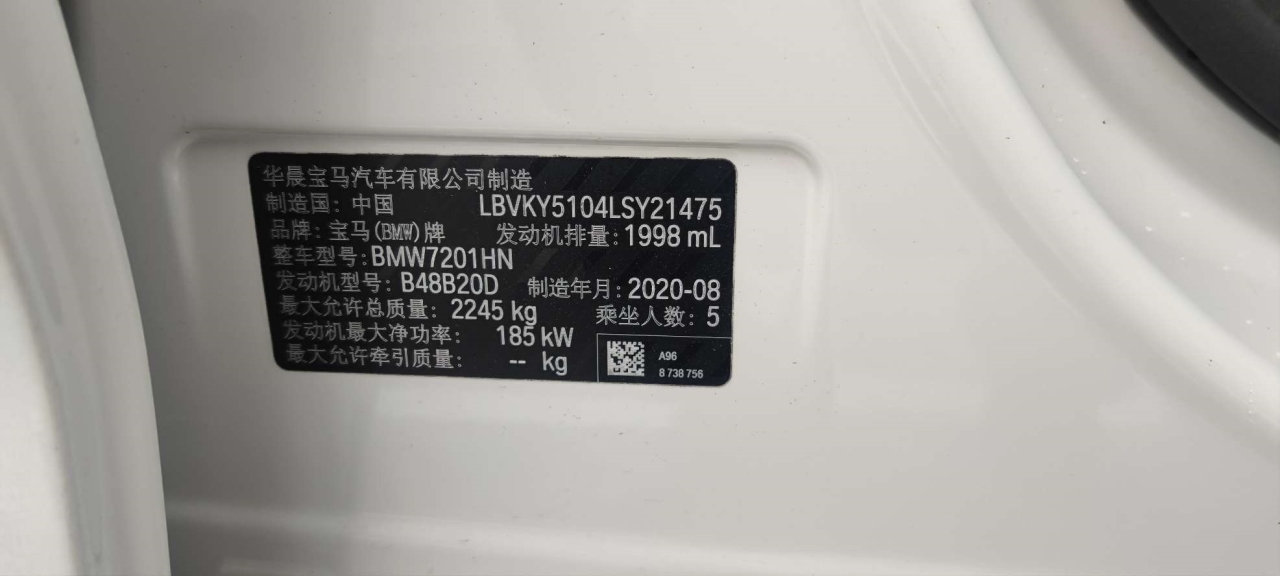 华晨宝马汽车有限公司制造
制造国: 中国 LBVKY5104LSY21475
品牌: 宝马(BMW)牌 发动机排量: 1998 mL
整车型号: BMW7201HN
发动机型号: B48B20D 制造年月: 2020-08
最大允许总质量: 2245 kg 乘坐人数: 5
发动机最大净功率: 185 kW
最大允许牵引质量: -- kg
A96
8 738 756